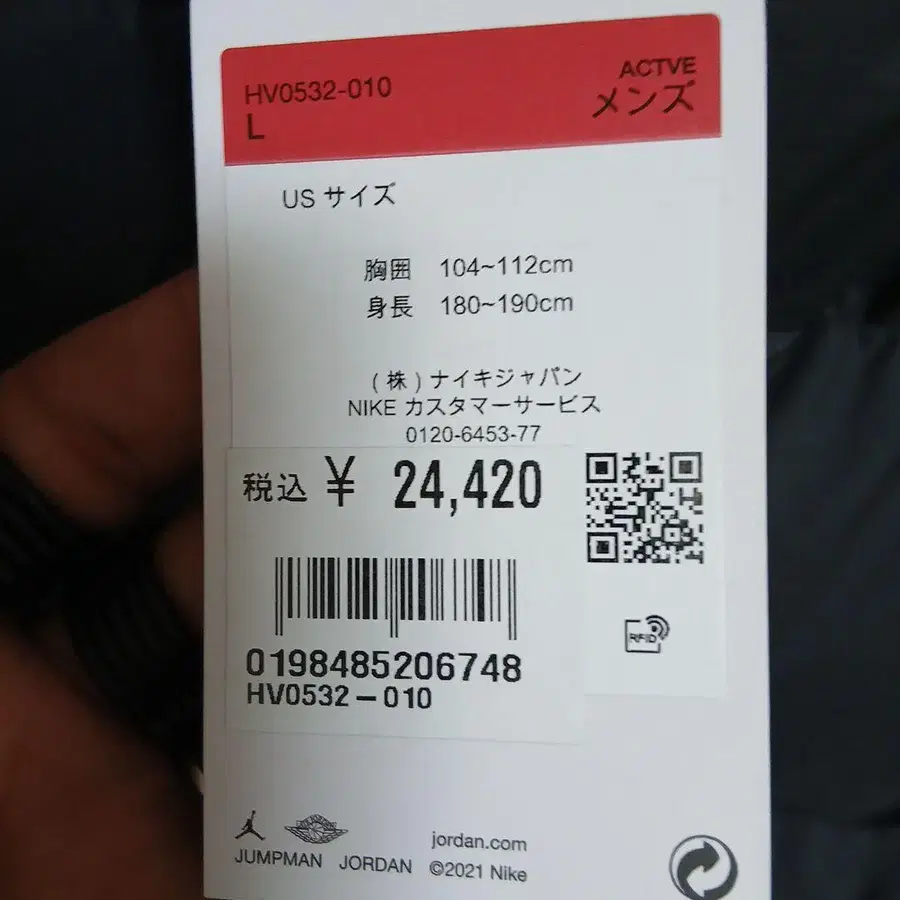 HV0532-010
L
ACTVE
メンズ
US サイズ
胸囲 104~112cm
身長 180~190cm
(株)ナイキジャパン
NIKE カスタマーサービス
0120-6453-77
税込 ¥ 24,420
RFID
0198485206748
HV0532-010
JUMPMAN JORDAN
jordan.com
©2021 Nike